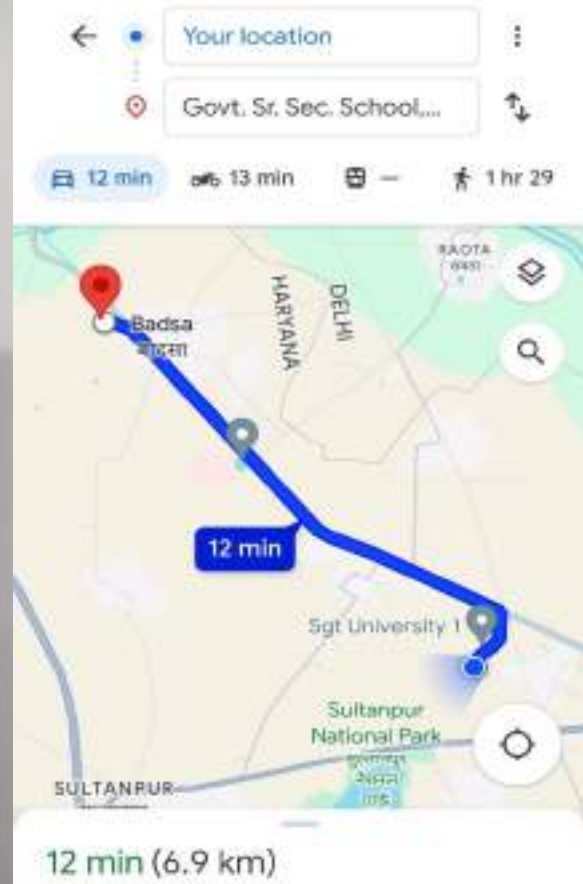 Your location
Govt. Sr. Sec. School,...
12 min
13 min
—
1 hr 29
RAOTA
HARYANA
DELHI
Badsa
12 min
Sgt University 1
Sultanpur
National Park
SULTANPUR
12 min (6.9 km)